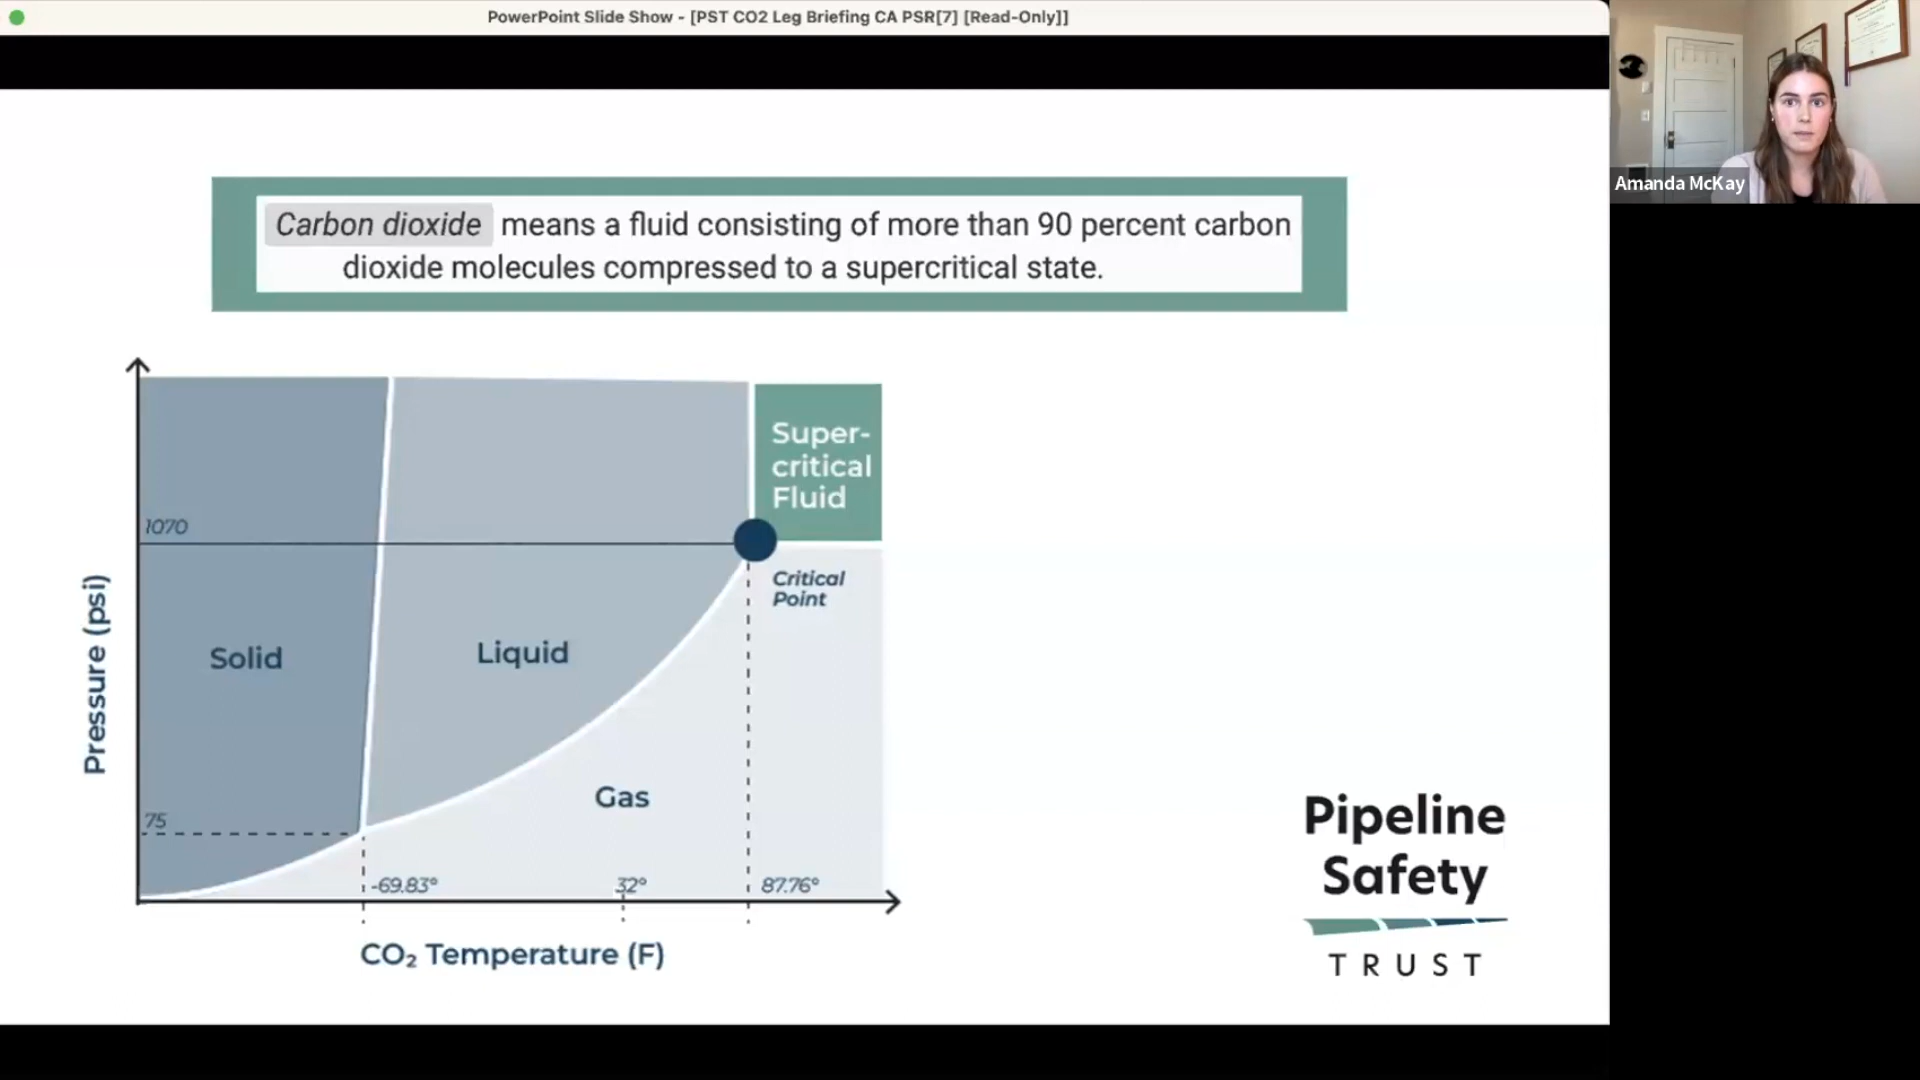 PowerPoint Slide Show - [PST CO2 Leg Briefing CA PSR[7] [Read-Only]]
Amanda McKay
Carbon dioxide means a fluid consisting of more than 90 percent carbon
dioxide molecules compressed to a supercritical state.
Super-
critical
Fluid
1070
Critical
Point
Solid
Liquid
Pressure (psi)
Gas
75
-69.83°
32°
87.76°
CO₂ Temperature (F)
Pipeline
Safety
TRUST